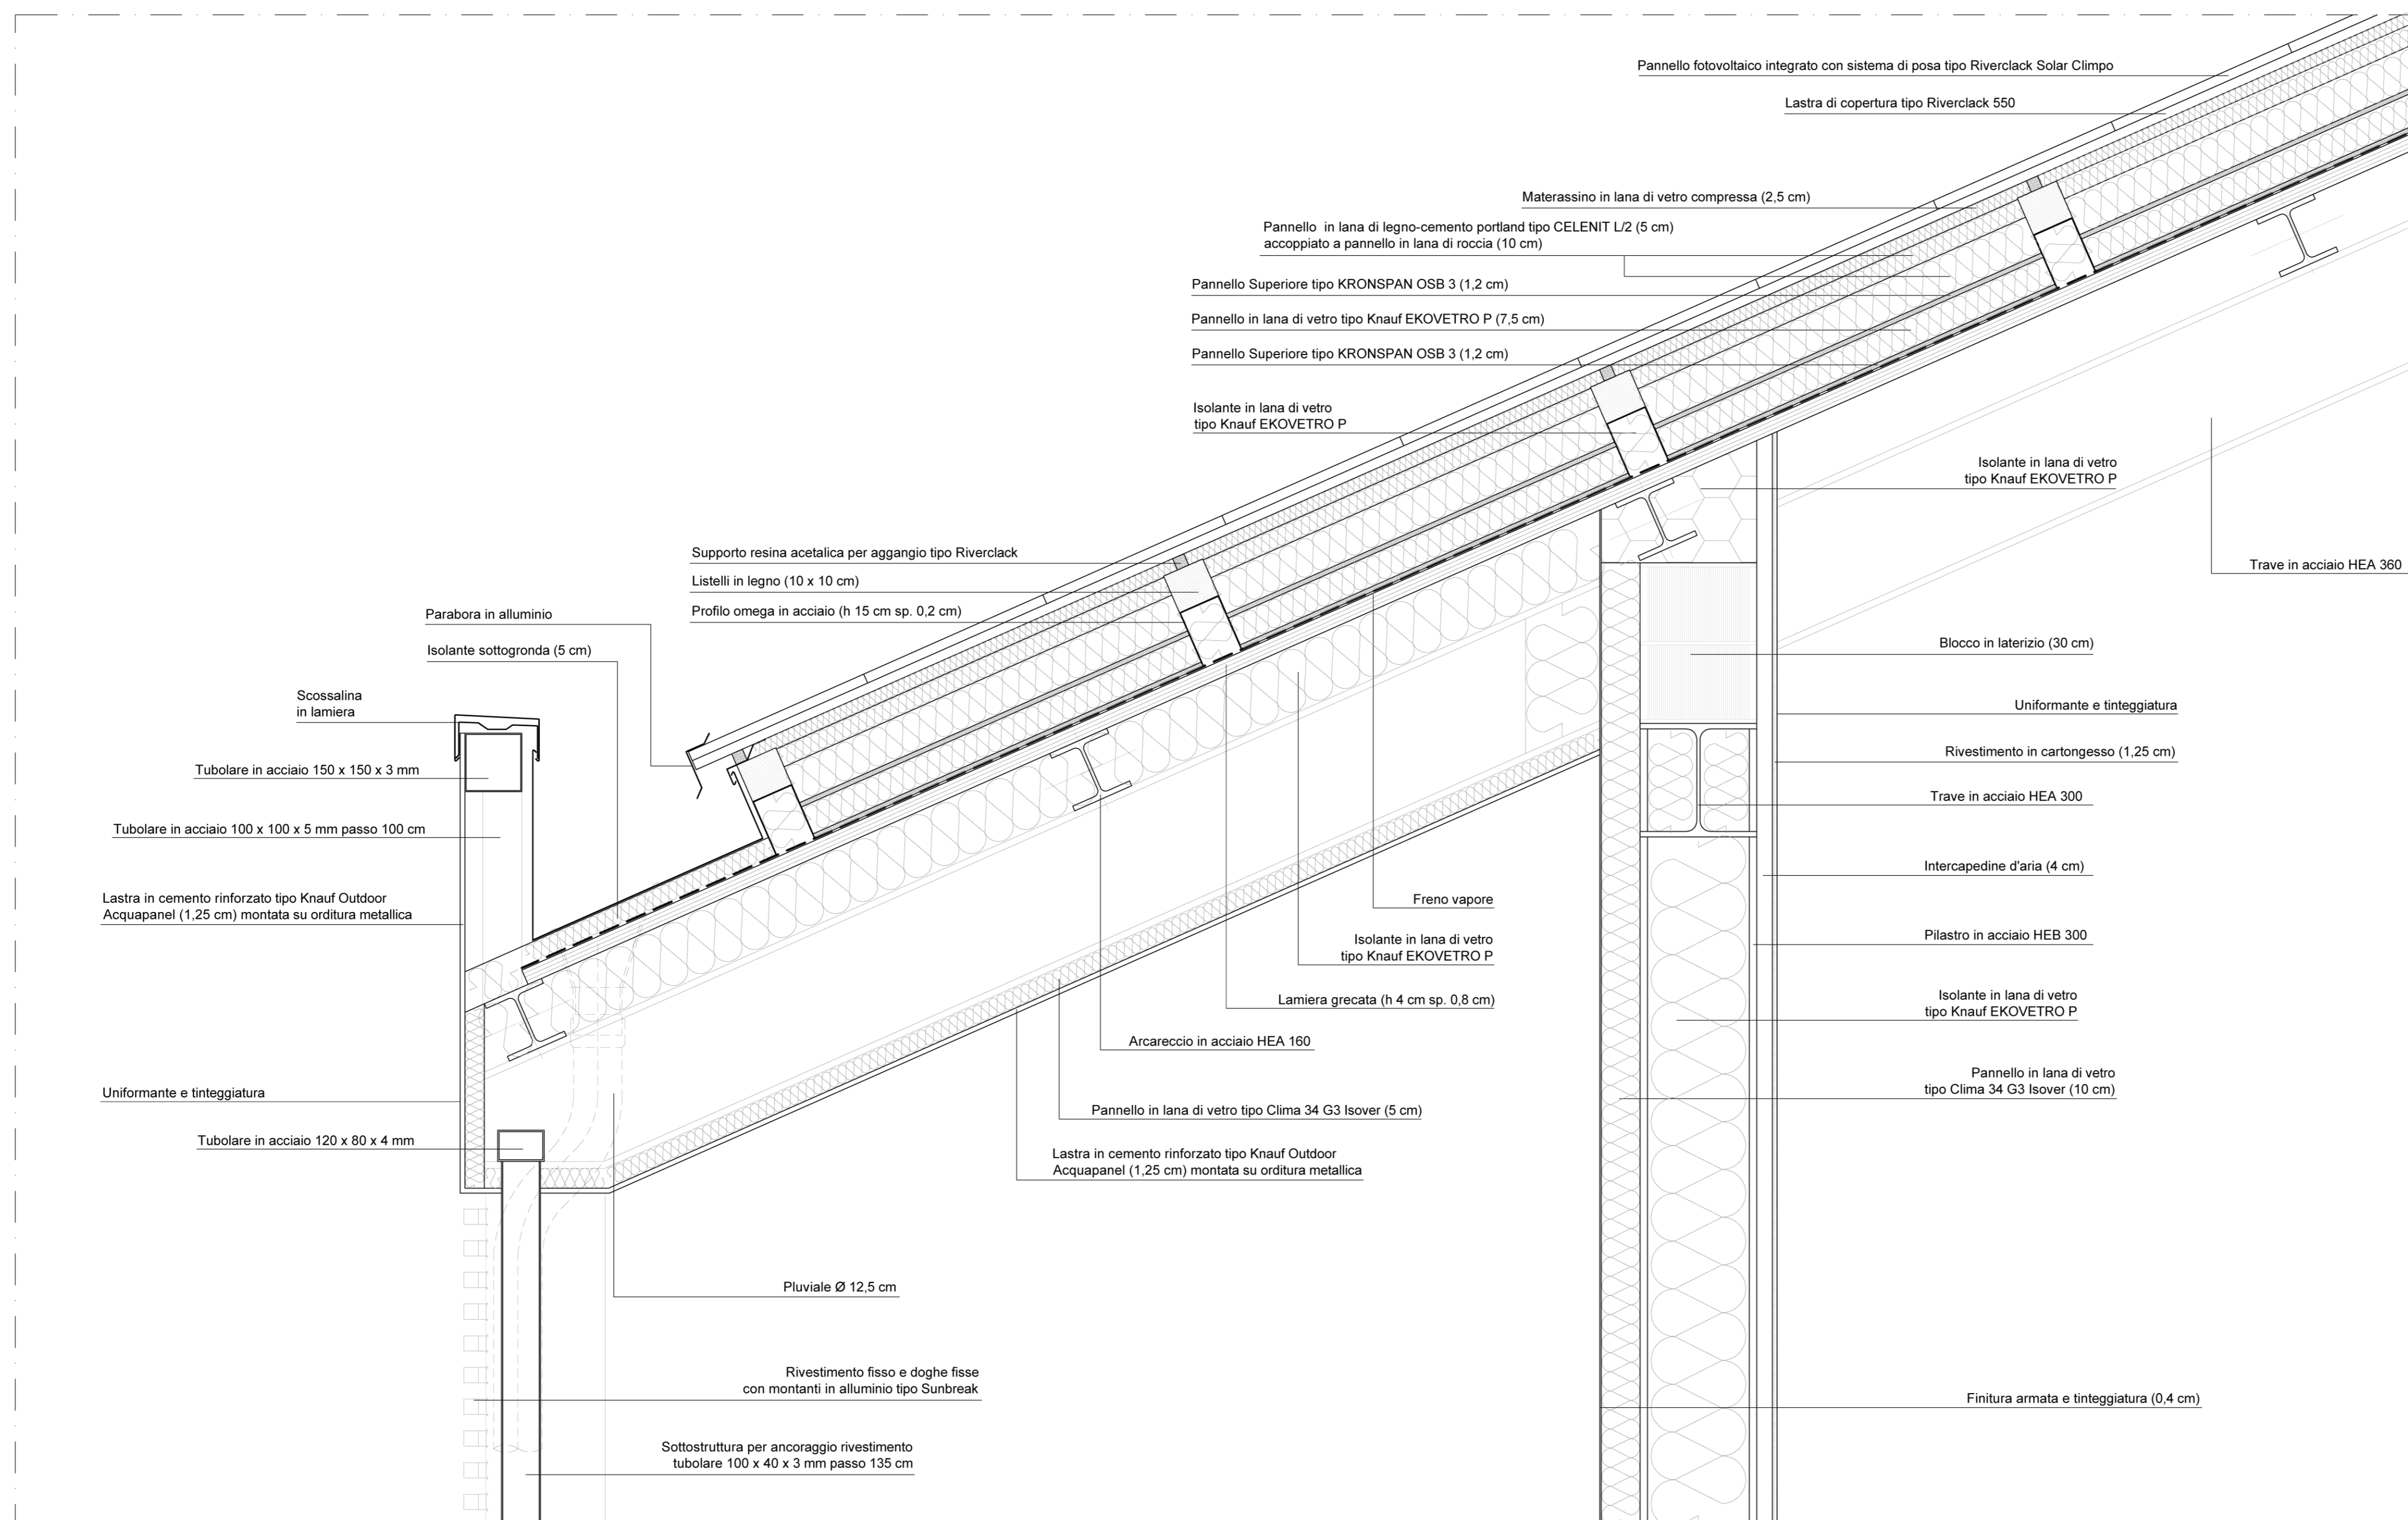 Pannello fotovoltaico integrato con sistema di posa tipo Riverclack Solar Climpo
Lastra di copertura tipo Riverclack 550
Materassino in lana di vetro compressa (2,5 cm)
Pannello  in lana di legno-cemento portland tipo CELENIT L/2 (5 cm)
accoppiato a pannello in lana di roccia (10 cm)
Pannello Superiore tipo KRONSPAN OSB 3 (1,2 cm)
Pannello in lana di vetro tipo Knauf EKOVETRO P (7,5 cm)
Pannello Superiore tipo KRONSPAN OSB 3 (1,2 cm)
Isolante in lana di vetro
tipo Knauf EKOVETRO P
Supporto resina acetalica per aggangio tipo Riverclack
Listelli in legno (10 x 10 cm)
Profilo omega in acciaio (h 15 cm sp. 0,2 cm)
Parabora in alluminio
Isolante sottogronda (5 cm)
Scossalina
in lamiera
Tubolare in acciaio 150 x 150 x 3 mm
Tubolare in acciaio 100 x 100 x 5 mm passo 100 cm
Lastra in cemento rinforzato tipo Knauf Outdoor
Acquapanel (1,25 cm) montata su orditura metallica
Uniformante e tinteggiatura
Tubolare in acciaio 120 x 80 x 4 mm
Isolante in lana di vetro
tipo Knauf EKOVETRO P
Trave in acciaio HEA 360
Blocco in laterizio (30 cm)
Uniformante e tinteggiatura
Rivestimento in cartongesso (1,25 cm)
Trave in acciaio HEA 300
Intercapedine d'aria (4 cm)
Pilastro in acciaio HEB 300
Isolante in lana di vetro
tipo Knauf EKOVETRO P
Pannello in lana di vetro
tipo Clima 34 G3 Isover (10 cm)
Finitura armata e tinteggiatura (0,4 cm)
Freno vapore
Isolante in lana di vetro
tipo Knauf EKOVETRO P
Lamiera grecata (h 4 cm sp. 0,8 cm)
Arcareccio in acciaio HEA 160
Pannello in lana di vetro tipo Clima 34 G3 Isover (5 cm)
Lastra in cemento rinforzato tipo Knauf Outdoor
Acquapanel (1,25 cm) montata su orditura metallica
Pluviale Ø 12,5 cm
Rivestimento fisso e doghe fisse
con montanti in alluminio tipo Sunbreak
Sottostruttura per ancoraggio rivestimento
tubolare 100 x 40 x 3 mm passo 135 cm